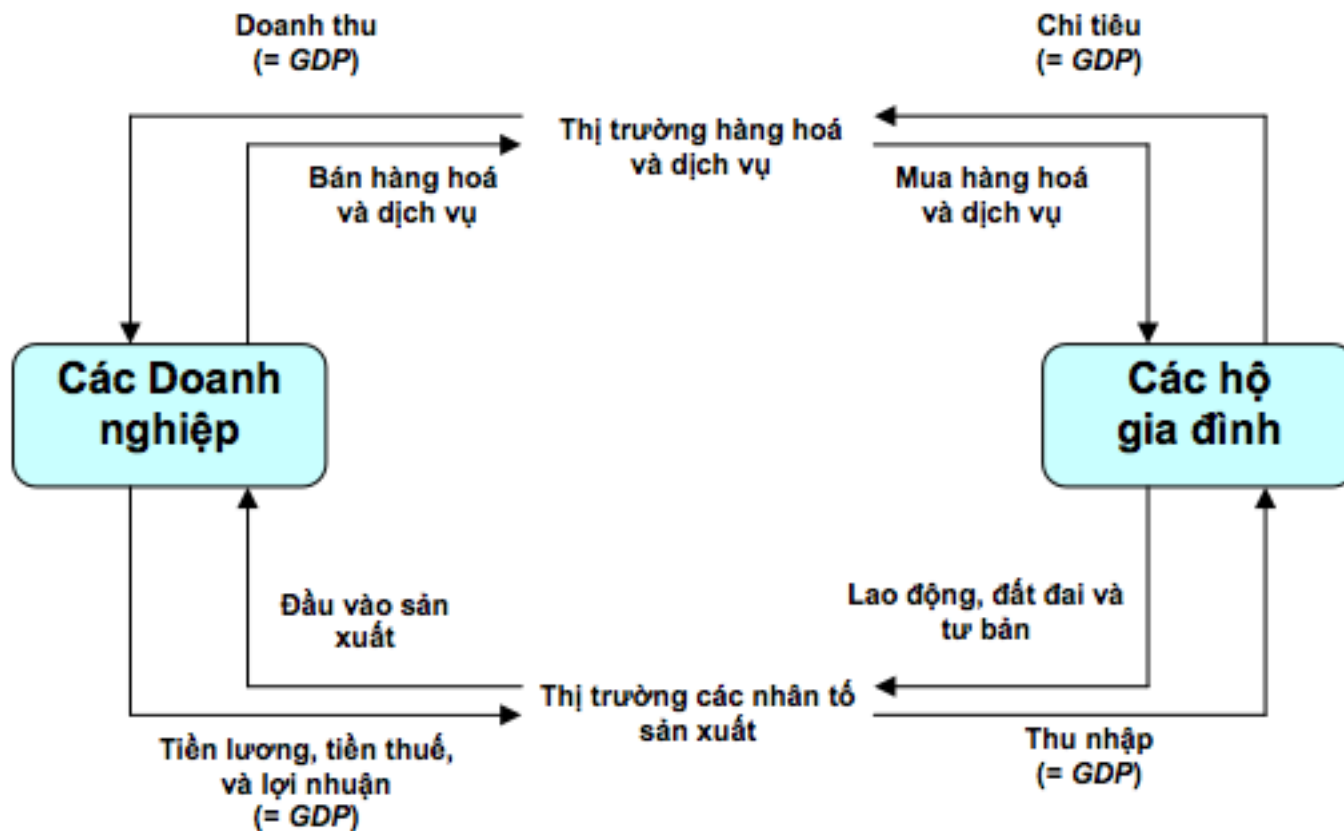 Doanh thu
(= GDP)
Chi tiêu
(= GDP)
Thị trường hàng hoá
và dịch vụ
Bán hàng hoá
và dịch vụ
Mua hàng hoá
và dịch vụ
Các Doanh
nghiệp
Các hộ
gia đình
Đầu vào sản
xuất
Lao động, đất đai và
tư bản
Thị trường các nhân tố
sản xuất
Tiền lương, tiền thuế,
và lợi nhuận
(= GDP)
Thu nhập
(= GDP)